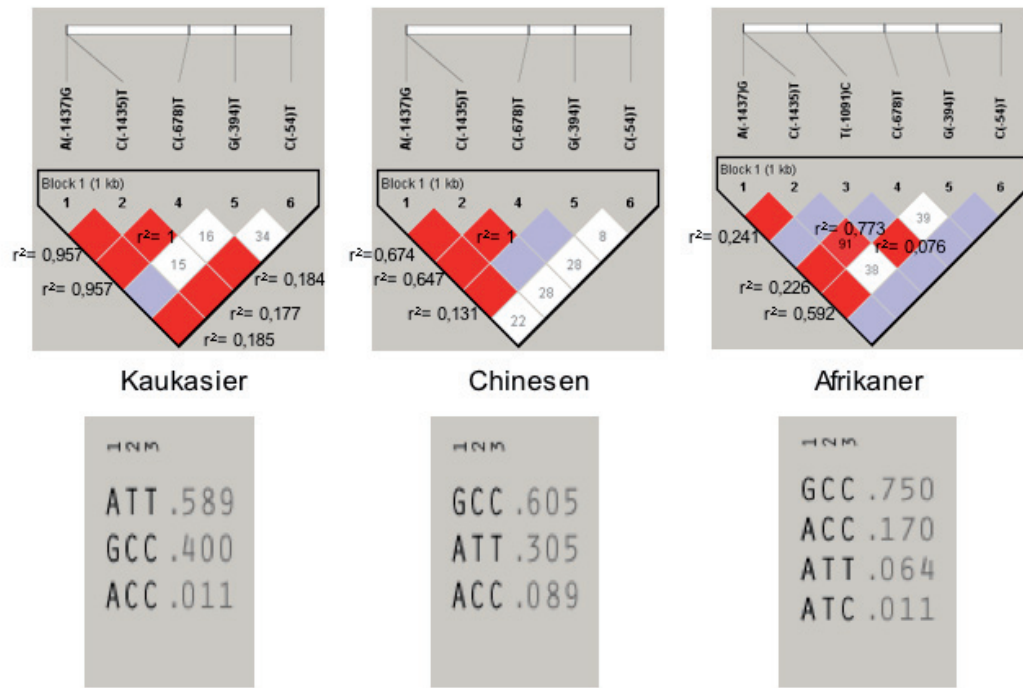 A(-1437)G
C(-1435)T
C(-678)T
G(-394)T
C(-54)T
Block 1 (1 kb)
1 2 4 5 6
r²= 1 16 34
r²= 0,957
15
r²= 0,957
r²= 0,184
r²= 0,177
r²= 0,185
Kaukasier
A(-1437)G
C(-1435)T
C(-678)T
G(-394)T
C(-54)T
Block 1 (1 kb)
1 2 4 5 6
r²= 1 8
r²= 0,674
28
r²= 0,647
28
r²= 0,131
22
Chinesen
A(-1437)G
C(-1435)T
T(-1091)C
C(-678)T
G(-394)T
C(-54)T
Block 1 (1 kb)
1 2 3 4 5 6
39
r²= 0,773
r²= 0,241
91
r²= 0,076
38
r²= 0,226
r²= 0,592
Afrikaner
1 2 3
ATT .589
GCC .400
ACC .011
1 2 3
GCC .605
ATT .305
ACC .089
1 2 3
GCC .750
ACC .170
ATT .064
ATC .011